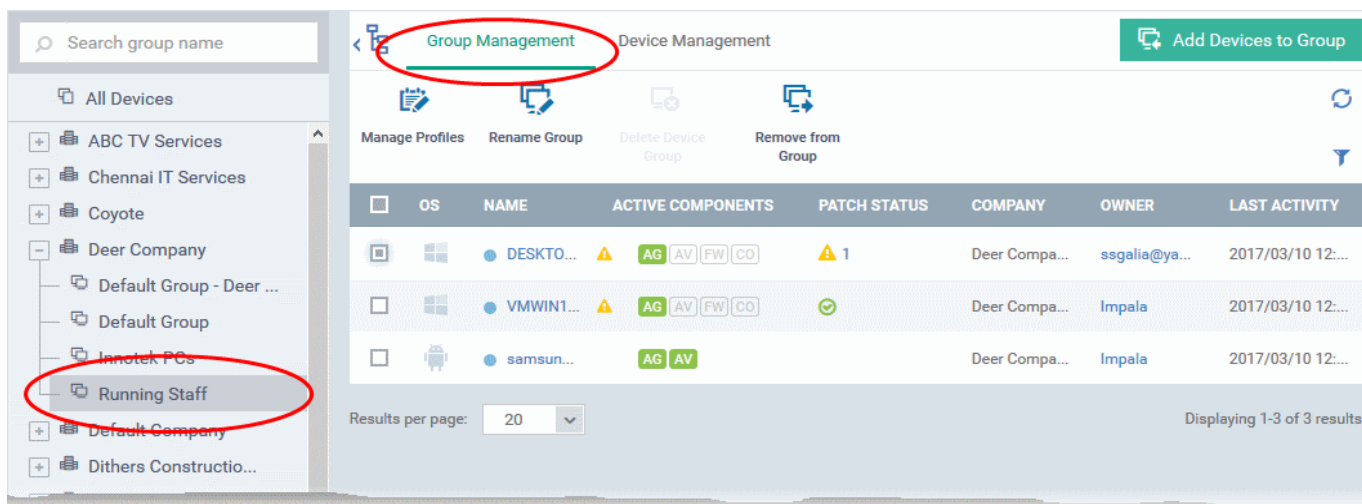 Search group name
All Devices
ABC TV Services
Chennai IT Services
Coyote
Deer Company
Default Group - Deer ...
Default Group
Innotek PCs
Running Staff
Default Company
Dithers Constructio...
Group Management
Device Management
Add Devices to Group
Manage Profiles
Rename Group
Delete Device
Group
Remove from
Group
OS NAME ACTIVE COMPONENTS PATCH STATUS COMPANY OWNER LAST ACTIVITY
DESKTO... AG AV FW CO 1 Deer Compa... ssgalia@ya... 2017/03/10 12:...
VMWIN1... AG AV FW CO Deer Compa... Impala 2017/03/10 12:...
samsun... AG AV Deer Compa... Impala 2017/03/10 12:...
Results per page: 20 Displaying 1-3 of 3 results